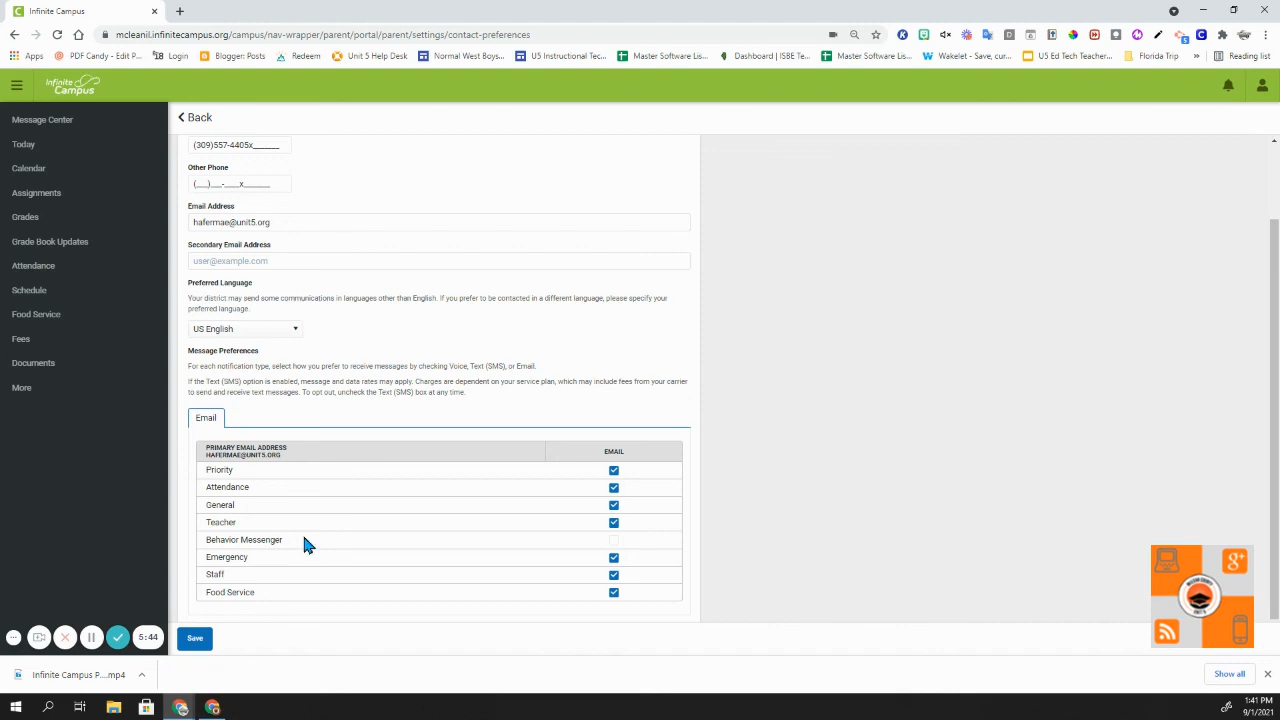 Infinite Campus
mcleanil.infinitecampus.org/campus/nav-wrapper/parent/portal/parent/settings/contact-preferences
Apps
PDF Candy - Edit P...
Login
Blogger Posts
Redeem
Unit 5 Help Desk
Normal West Boys...
US Instructional Tec...
Master Software Lis...
Dashboard | ISBE Te...
Master Software Lis...
Wakelet - Save, cur...
U5 Ed Tech Teacher...
Florida Trip
»
Reading list
Infinite
Campus
Message Center
Today
Calendar
Assignments
Grades
Grade Book Updates
Attendance
Schedule
Food Service
Fees
Documents
More
Back
(309)557-4405x______
Other Phone
(___)___-____x______
Email Address
hafermae@unit5.org
Secondary Email Address
user@example.com
Preferred Language
Your district may send some communications in languages other than English. If you prefer to be contacted in a different language, please specify your
preferred language.
US English
Message Preferences
For each notification type, select how you prefer to receive messages by checking Voice, Text (SMS), or Email.
If the Text (SMS) option is enabled, message and data rates may apply. Charges are dependent on your service plan, which may include fees from your carrier
to send and receive text messages. To opt out, uncheck the Text (SMS) box at any time.
Email
PRIMARY EMAIL ADDRESS
HAFERMAE@UNIT5.ORG
EMAIL
Priority
Attendance
General
Teacher
Behavior Messenger
Emergency
Staff
Food Service
Save
5:44
g+
Infinite Campus P....mp4
Show all
1:41 PM
9/1/2021